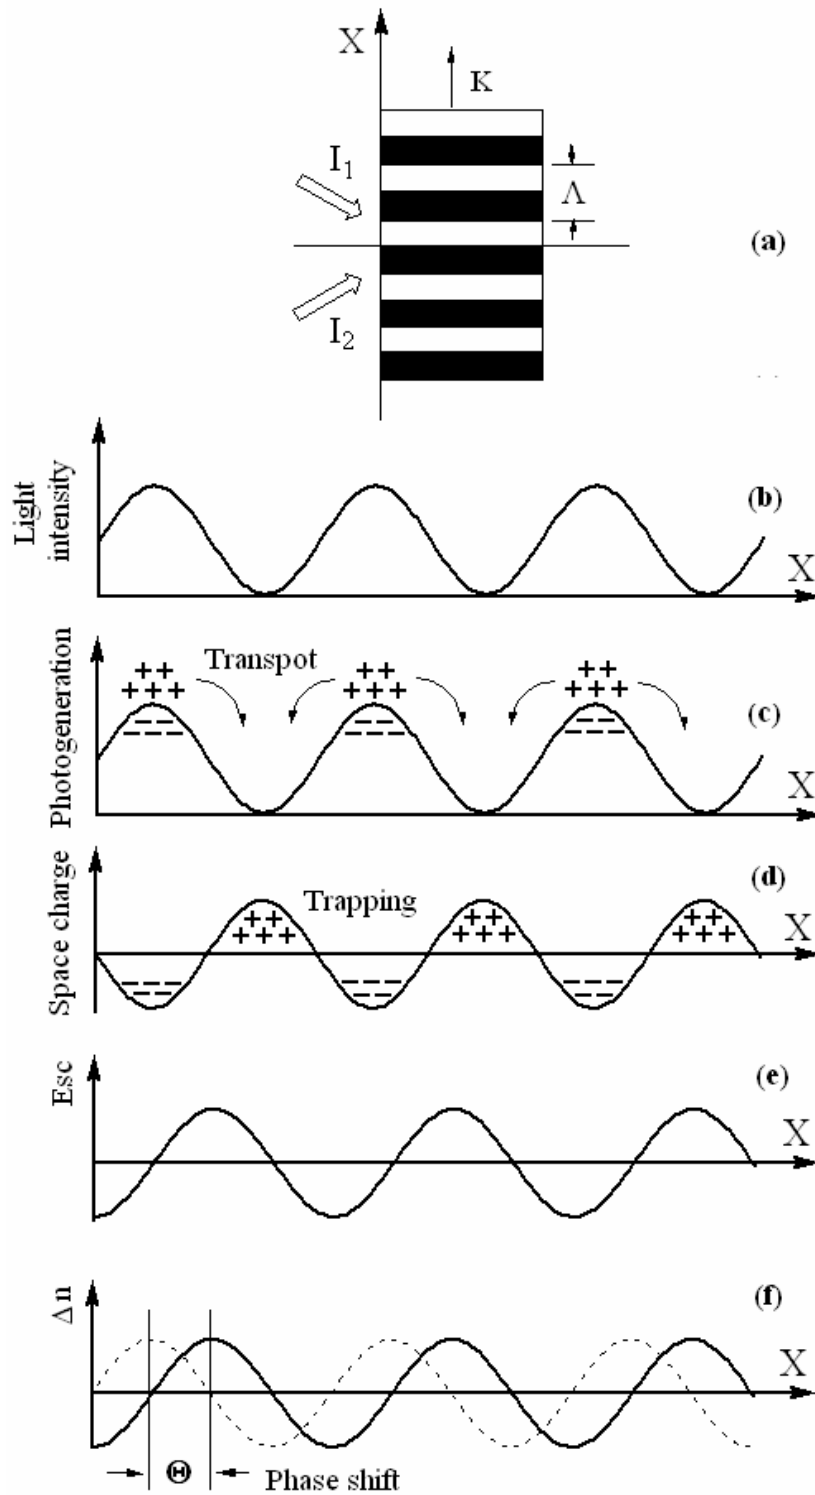 X
K
I1
Λ
(a)
I2
Light intensity
(b)
X
Photogeneration
++
+++
Transpot
++
+++
++
+++
(c)
X
Space charge
Trapping
++
+++
++
+++
++
+++
(d)
X
Esc
(e)
X
Δn
(f)
X
Θ
Phase shift